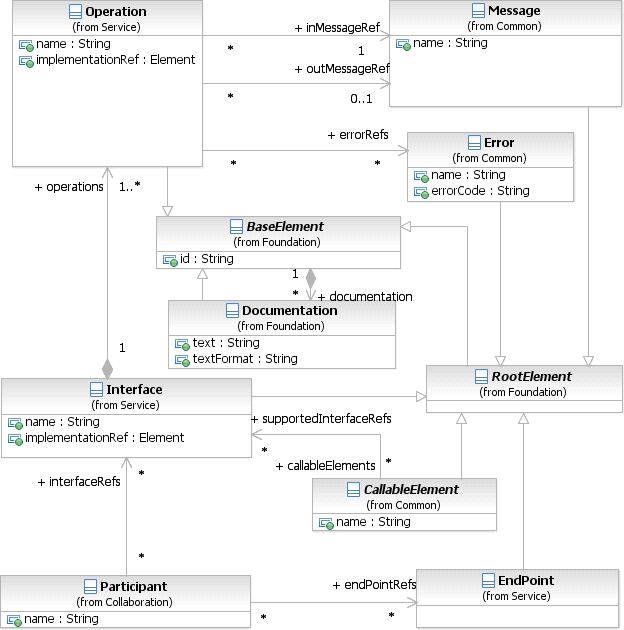 Operation
(from Service)
name : String
implementationRef : Element
Message
(from Common)
name : String
+ inMessageRef
*
1
+ outMessageRef
*
0..1
+ errorRefs
*
*
Error
(from Common)
name : String
errorCode : String
+ operations
1..*
BaseElement
(from Foundation)
id : String
1
*
+ documentation
Documentation
(from Foundation)
text : String
textFormat : String
1
Interface
(from Service)
name : String
implementationRef : Element
RootElement
(from Foundation)
+ supportedInterfaceRefs
*
+ callableElements
*
CallableElement
(from Common)
name : String
+ interfaceRefs
*
*
Participant
(from Collaboration)
name : String
+ endPointRefs
*
*
EndPoint
(from Service)